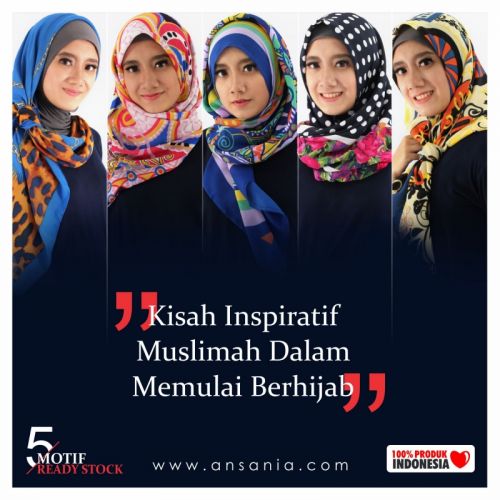 Kisah Inspiratif
Muslimah Dalam
Memulai Berhijab
5 MOTIF
READY STOCK
www.ansania.com
100% PRODUK
INDONESIA